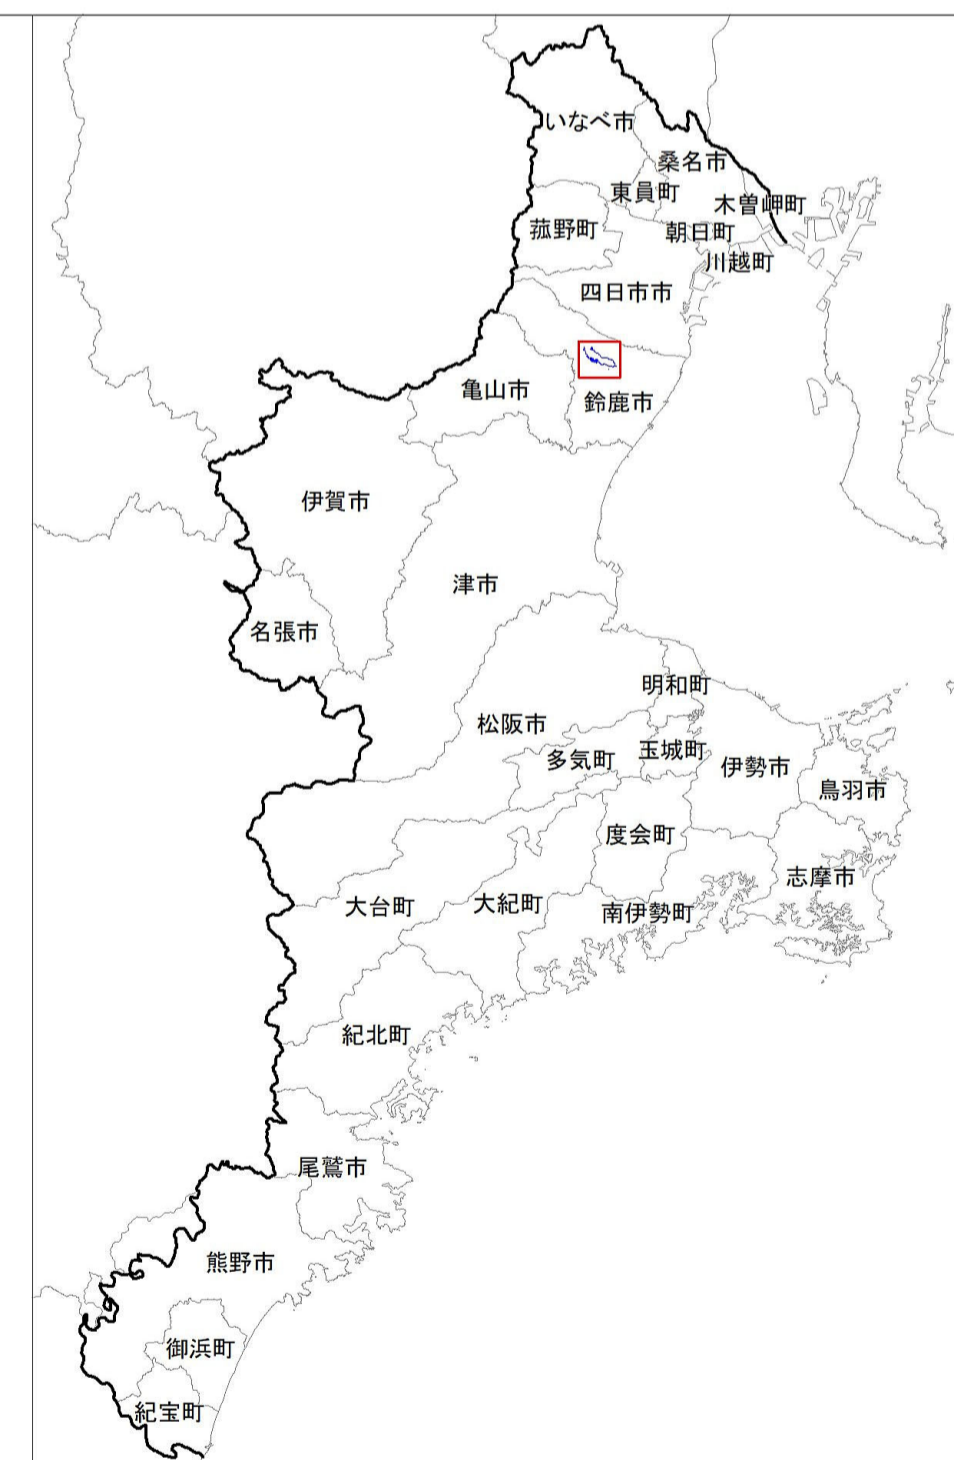 いなべ市
桑名市
東員町
木曽岬町
菰野町
朝日町
川越町
四日市市
亀山市
鈴鹿市
伊賀市
津市
名張市
明和町
松阪市
多気町
玉城町
伊勢市
鳥羽市
度会町
志摩市
大台町
大紀町
南伊勢町
紀北町
尾鷲市
熊野市
御浜町
紀宝町